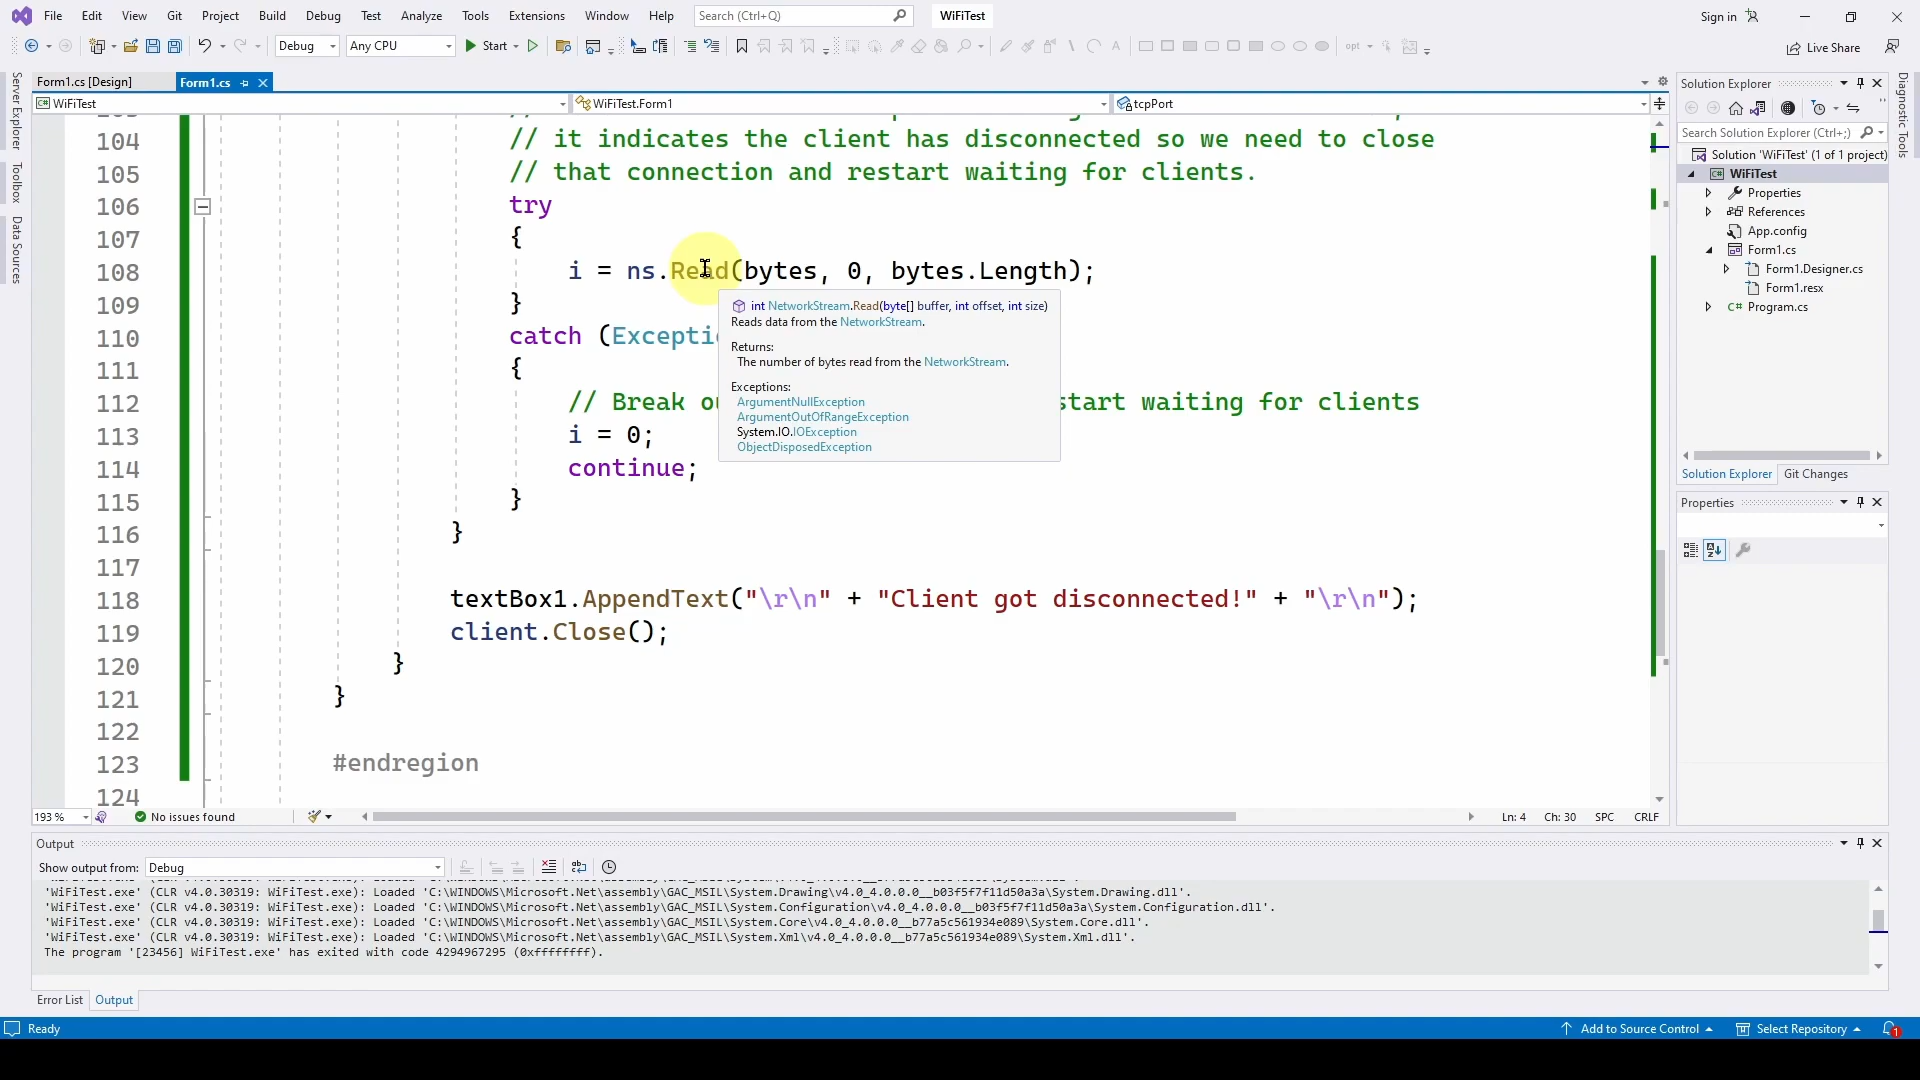 File Edit View Git Project Build Debug Test Analyze Tools Extensions Window Help Search (Ctrl+Q) WiFiTest Sign in
Debug Any CPU Start opt Live Share
Form1.cs [Design] Form1.cs
WiFiTest WiFiTest.Form1 tcpPort
Server Explorer
Toolbox
Data Sources
104 // it indicates the client has disconnected so we need to close
105 // that connection and restart waiting for clients.
106 try
107 {
108 i = ns.Read(bytes, 0, bytes.Length);
109 }
110 catch (Exceptio
111 {
112 // Break ou start waiting for clients
113 i = 0;
114 continue;
115 }
116 }
117
118 textBox1.AppendText("\r\n" + "Client got disconnected!" + "\r\n");
119 client.Close();
120 }
121 }
122
123 #endregion
124
int NetworkStream.Read(byte[] buffer, int offset, int size)
Reads data from the NetworkStream.
Returns:
The number of bytes read from the NetworkStream.
Exceptions:
ArgumentNullException
ArgumentOutOfRangeException
System.IO.IOException
ObjectDisposedException
193 % No issues found Ln: 4 Ch: 30 SPC CRLF
Output
Show output from: Debug
'WiFiTest.exe' (CLR v4.0.30319: WiFiTest.exe): Loaded 'C:\WINDOWS\Microsoft.Net\assembly\GAC_MSIL\System.Drawing\v4.0_4.0.0.0__b03f5f7f11d50a3a\System.Drawing.dll'.
'WiFiTest.exe' (CLR v4.0.30319: WiFiTest.exe): Loaded 'C:\WINDOWS\Microsoft.Net\assembly\GAC_MSIL\System.Configuration\v4.0_4.0.0.0__b03f5f7f11d50a3a\System.Configuration.dll'.
'WiFiTest.exe' (CLR v4.0.30319: WiFiTest.exe): Loaded 'C:\WINDOWS\Microsoft.Net\assembly\GAC_MSIL\System.Core\v4.0_4.0.0.0__b77a5c561934e089\System.Core.dll'.
'WiFiTest.exe' (CLR v4.0.30319: WiFiTest.exe): Loaded 'C:\WINDOWS\Microsoft.Net\assembly\GAC_MSIL\System.Xml\v4.0_4.0.0.0__b77a5c561934e089\System.Xml.dll'.
The program '[23456] WiFiTest.exe' has exited with code 4294967295 (0xffffffff).
Error List Output
Ready Add to Source Control Select Repository 1
Solution Explorer
Search Solution Explorer (Ctrl+;)
Solution 'WiFiTest' (1 of 1 project)
C# WiFiTest
Properties
References
App.config
Form1.cs
Form1.Designer.cs
Form1.resx
C# Program.cs
Solution Explorer Git Changes
Properties
Diagnostic Tools